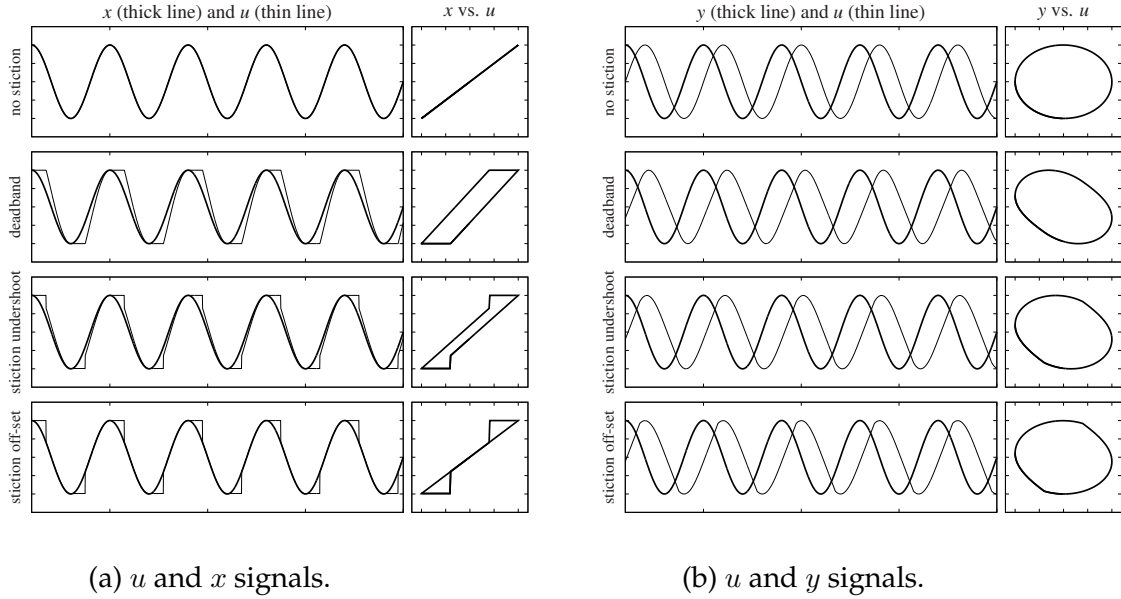 x (thick line) and u (thin line)
x vs. u
no stiction
deadband
stiction undershoot
stiction off-set
(a) u and x signals.
y (thick line) and u (thin line)
y vs. u
no stiction
deadband
stiction undershoot
stiction off-set
(b) u and y signals.